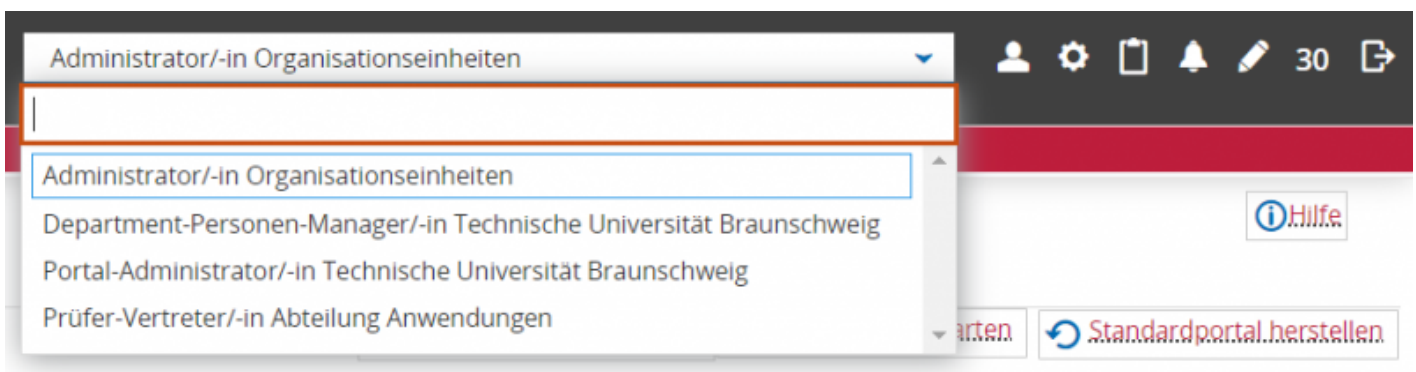 Administrator/-in Organisationseinheiten
30
Administrator/-in Organisationseinheiten
Department-Personen-Manager/-in Technische Universität Braunschweig
Hilfe
Portal-Administrator/-in Technische Universität Braunschweig
Prüfer-Vertreter/-in Abteilung Anwendungen
arten
Standardportal herstellen